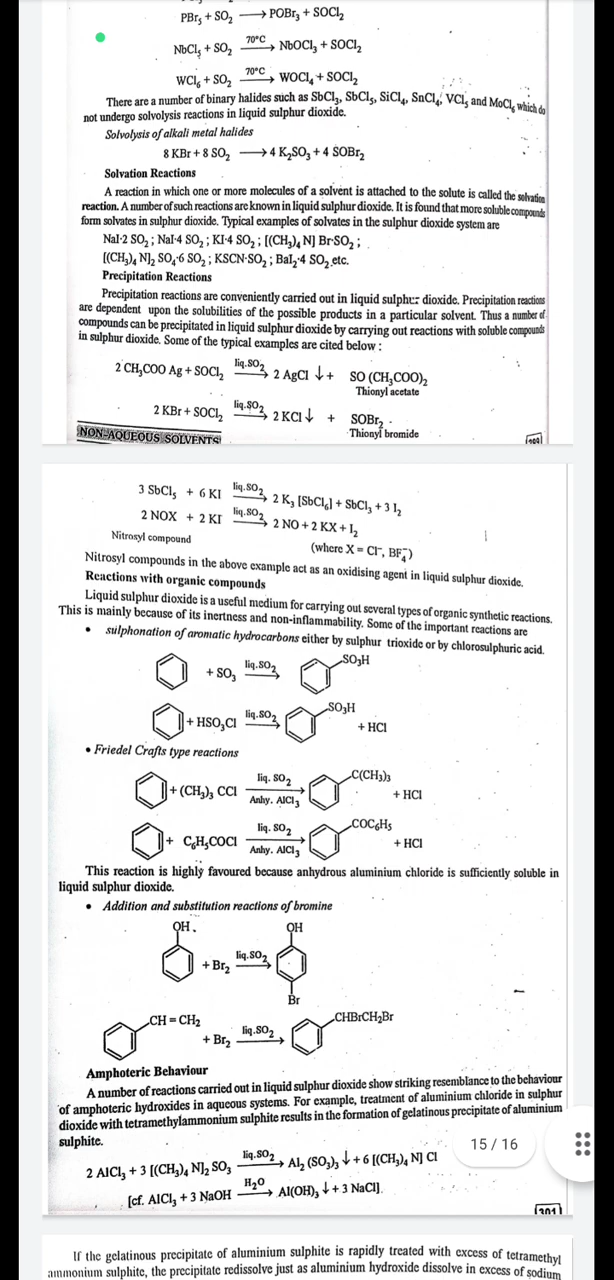 PBr₅ + SO₂ ⟶ POBr₃ + SOCl₂
NbCl₅ + SO₂ 70°C⟶ NbOCl₃ + SOCl₂
WCl₆ + SO₂ 70°C⟶ WOCl₄ + SOCl₂
There are a number of binary halides such as SbCl₃, SbCl₅, SiCl₄, SnCl₄, VCl₅ and MoCl₆ which do
not undergo solvolysis reactions in liquid sulphur dioxide.
Solvolysis of alkali metal halides
8 KBr + 8 SO₂ ⟶ 4 K₂SO₃ + 4 SOBr₂
Solvation Reactions
A reaction in which one or more molecules of a solvent is attached to the solute is called the solvation
reaction. A number of such reactions are known in liquid sulphur dioxide. It is found that more soluble compounds
form solvates in sulphur dioxide. Typical examples of solvates in the sulphur dioxide system are
NaI·2 SO₂ ; NaI·4 SO₂ ; KI·4 SO₂ ; [(CH₃)₄ N] Br·SO₂ ;
[(CH₃)₄ N]₂ SO₄·6 SO₂ ; KSCN·SO₂ ; BaI₂·4 SO₂ etc.
Precipitation Reactions
Precipitation reactions are conveniently carried out in liquid sulphur dioxide. Precipitation reactions
are dependent upon the solubilities of the possible products in a particular solvent. Thus a number of
compounds can be precipitated in liquid sulphur dioxide by carrying out reactions with soluble compounds
in sulphur dioxide. Some of the typical examples are cited below :
2 CH₃COO Ag + SOCl₂ liq.SO₂⟶ 2 AgCl ↓ + SO (CH₃COO)₂
Thionyl acetate
2 KBr + SOCl₂ liq.SO₂⟶ 2 KCl ↓ + SOBr₂
Thionyl bromide
NON-AQUEOUS SOLVENTS
3 SbCl₅ + 6 KI liq.SO₂⟶ 2 K₃ [SbCl₆] + SbCl₃ + 3 I₂
2 NOX + 2 KI liq.SO₂⟶ 2 NO + 2 KX + I₂
Nitrosyl compound (where X = Cl⁻, BF₄⁻)
Nitrosyl compounds in the above example act as an oxidising agent in liquid sulphur dioxide.
Reactions with organic compounds
Liquid sulphur dioxide is a useful medium for carrying out several types of organic synthetic reactions.
This is mainly because of its inertness and non-inflammability. Some of the important reactions are
• sulphonation of aromatic hydrocarbons either by sulphur trioxide or by chlorosulphuric acid.
+ SO₃ liq.SO₂⟶ SO₃H
+ HSO₃Cl liq.SO₂⟶ SO₃H + HCl
• Friedel Crafts type reactions
+ (CH₃)₃ CCl liq. SO₂ Anhy. AlCl₃⟶ C(CH₃)₃ + HCl
+ C₆H₅COCl liq. SO₂ Anhy. AlCl₃⟶ COC₆H₅ + HCl
This reaction is highly favoured because anhydrous aluminium chloride is sufficiently soluble in
liquid sulphur dioxide.
• Addition and substitution reactions of bromine
OH + Br₂ liq.SO₂⟶ OH Br
CH = CH₂ + Br₂ liq.SO₂⟶ CHBrCH₂Br
Amphoteric Behaviour
A number of reactions carried out in liquid sulphur dioxide show striking resemblance to the behaviour
of amphoteric hydroxides in aqueous systems. For example, treatment of aluminium chloride in sulphur
dioxide with tetramethylammonium sulphite results in the formation of gelatinous precipitate of aluminium
sulphite.
15 / 16
2 AlCl₃ + 3 [(CH₃)₄ N]₂ SO₃ liq.SO₂⟶ Al₂ (SO₃)₃ ↓ + 6 [(CH₃)₄ N] Cl
[cf. AlCl₃ + 3 NaOH H₂O⟶ Al(OH)₃ ↓ + 3 NaCl].
301
If the gelatinous precipitate of aluminium sulphite is rapidly treated with excess of tetramethyl
ammonium sulphite, the precipitate redissolve just as aluminium hydroxide dissolve in excess of sodium